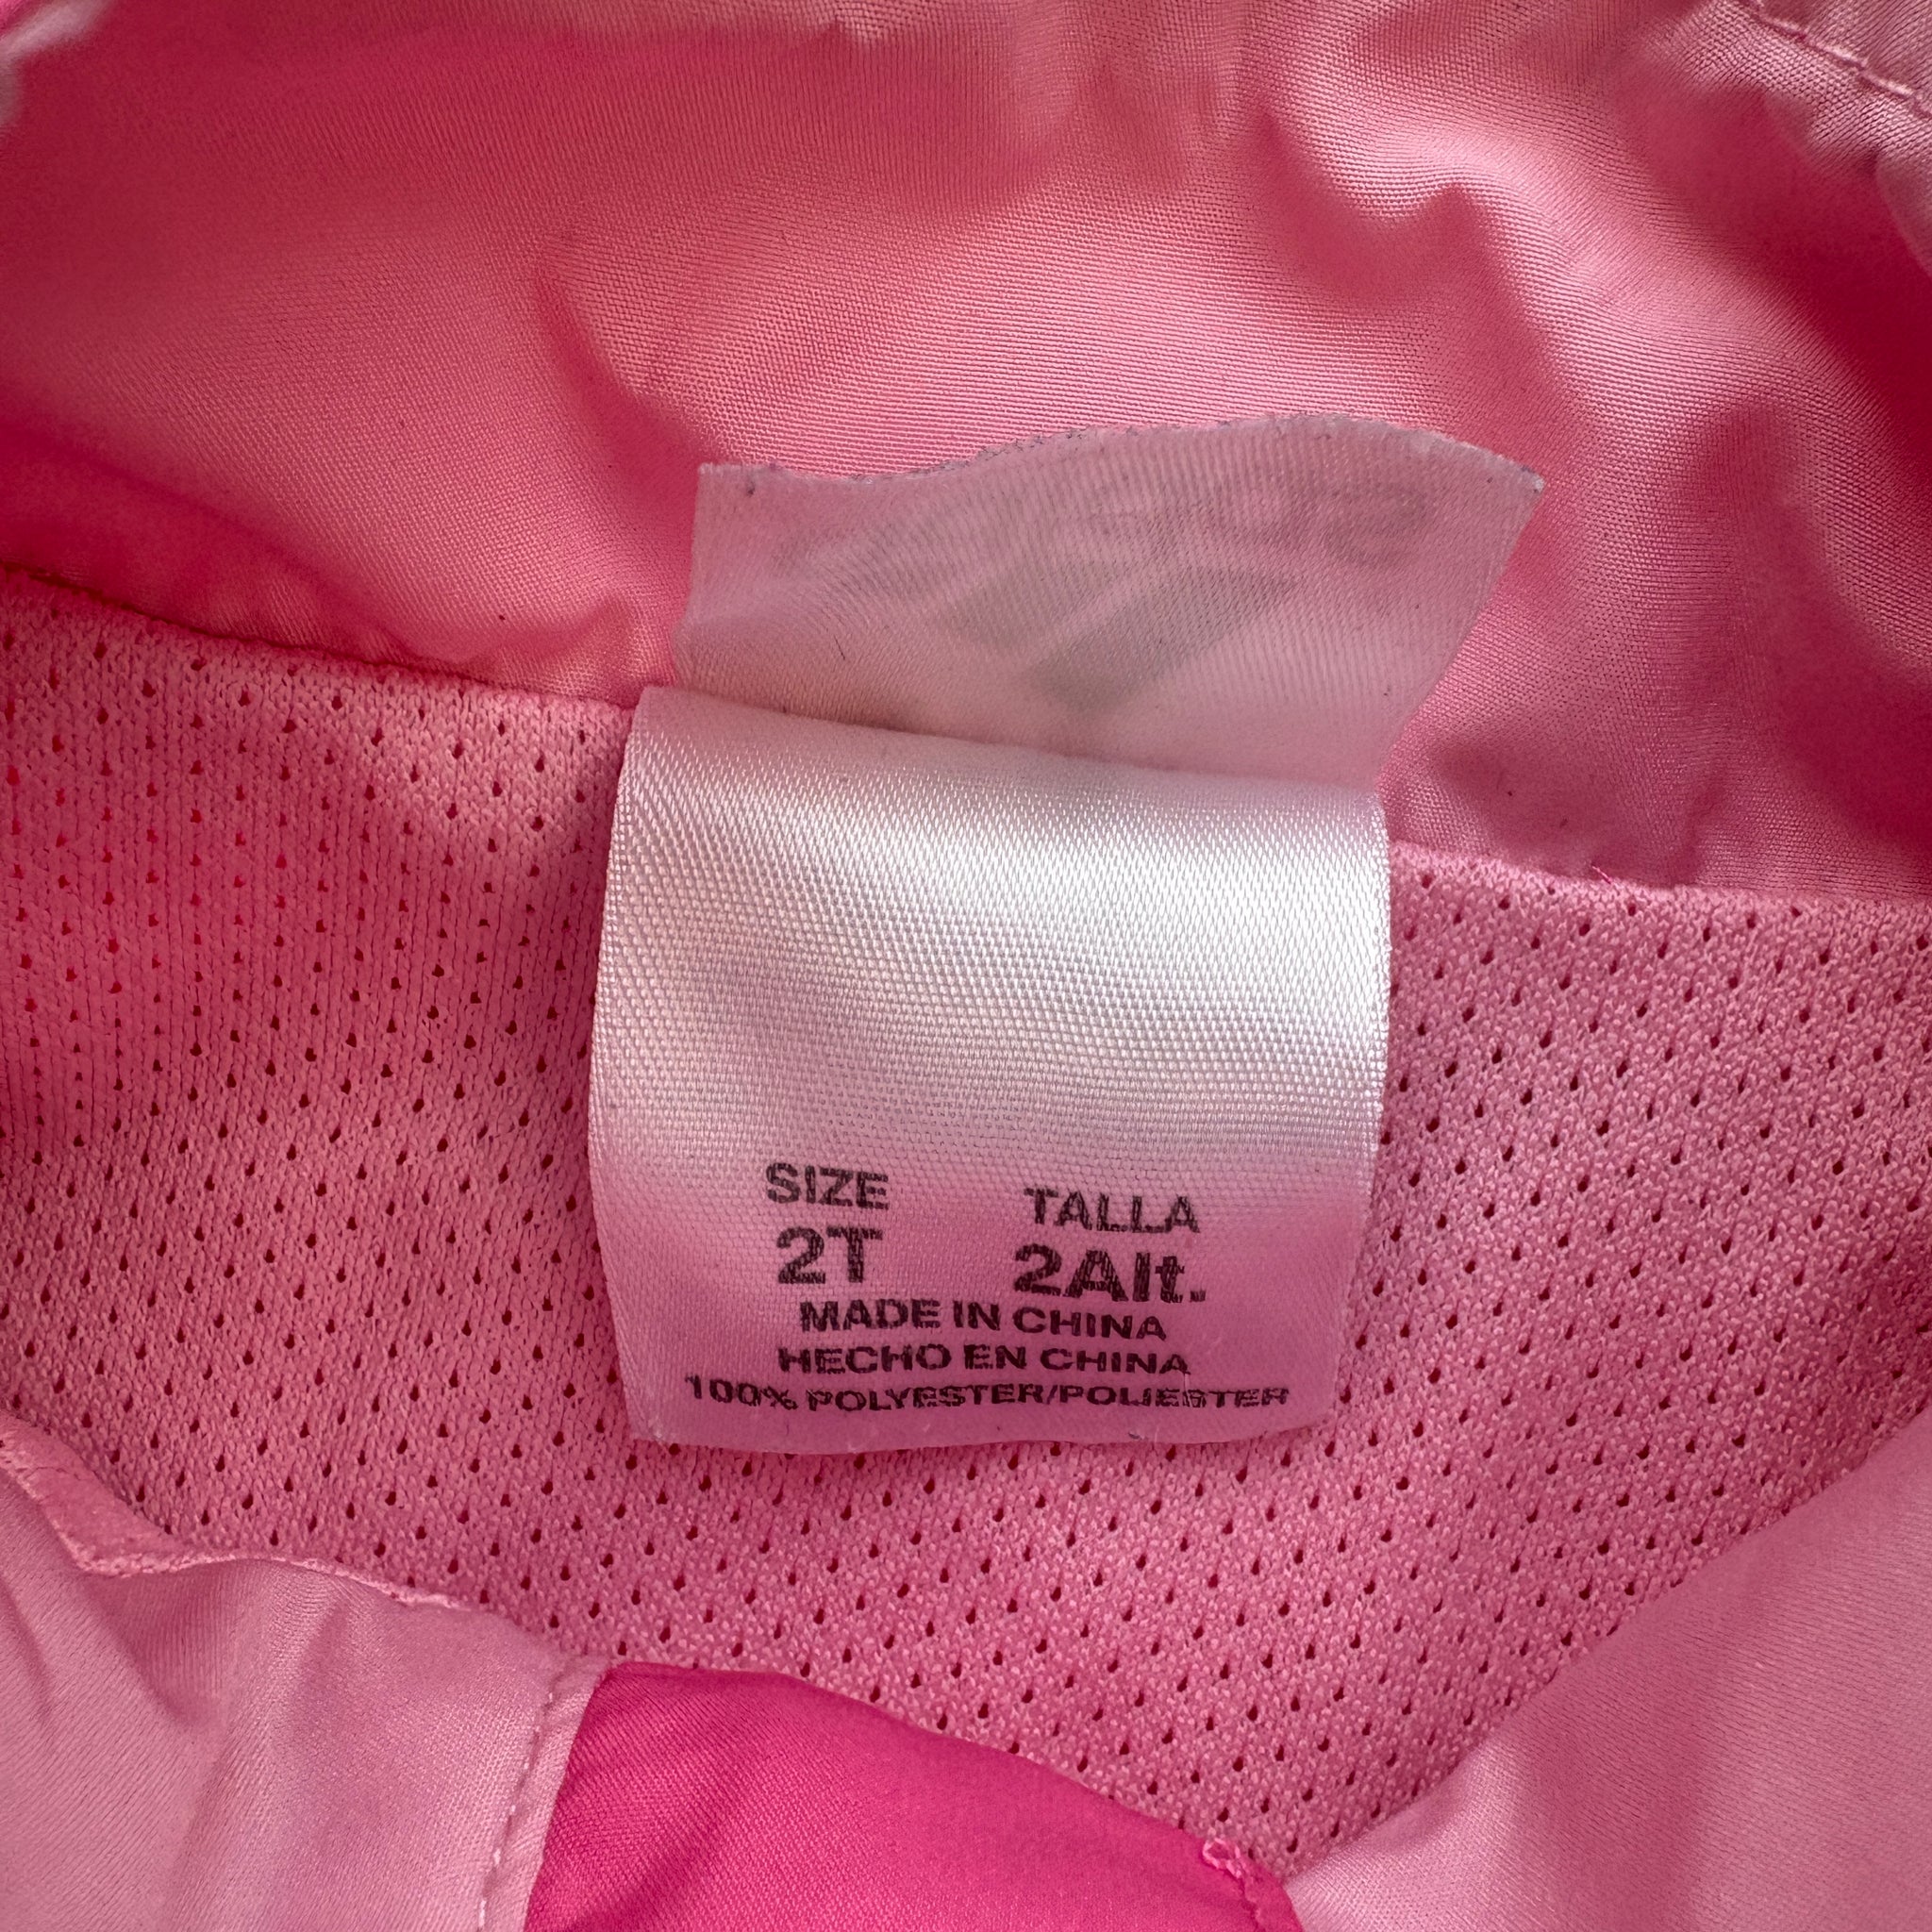 SIZE TALLA
2T 2Alt.
MADE IN CHINA
HECHO EN CHINA
100% POLYESTER/POLIESTER